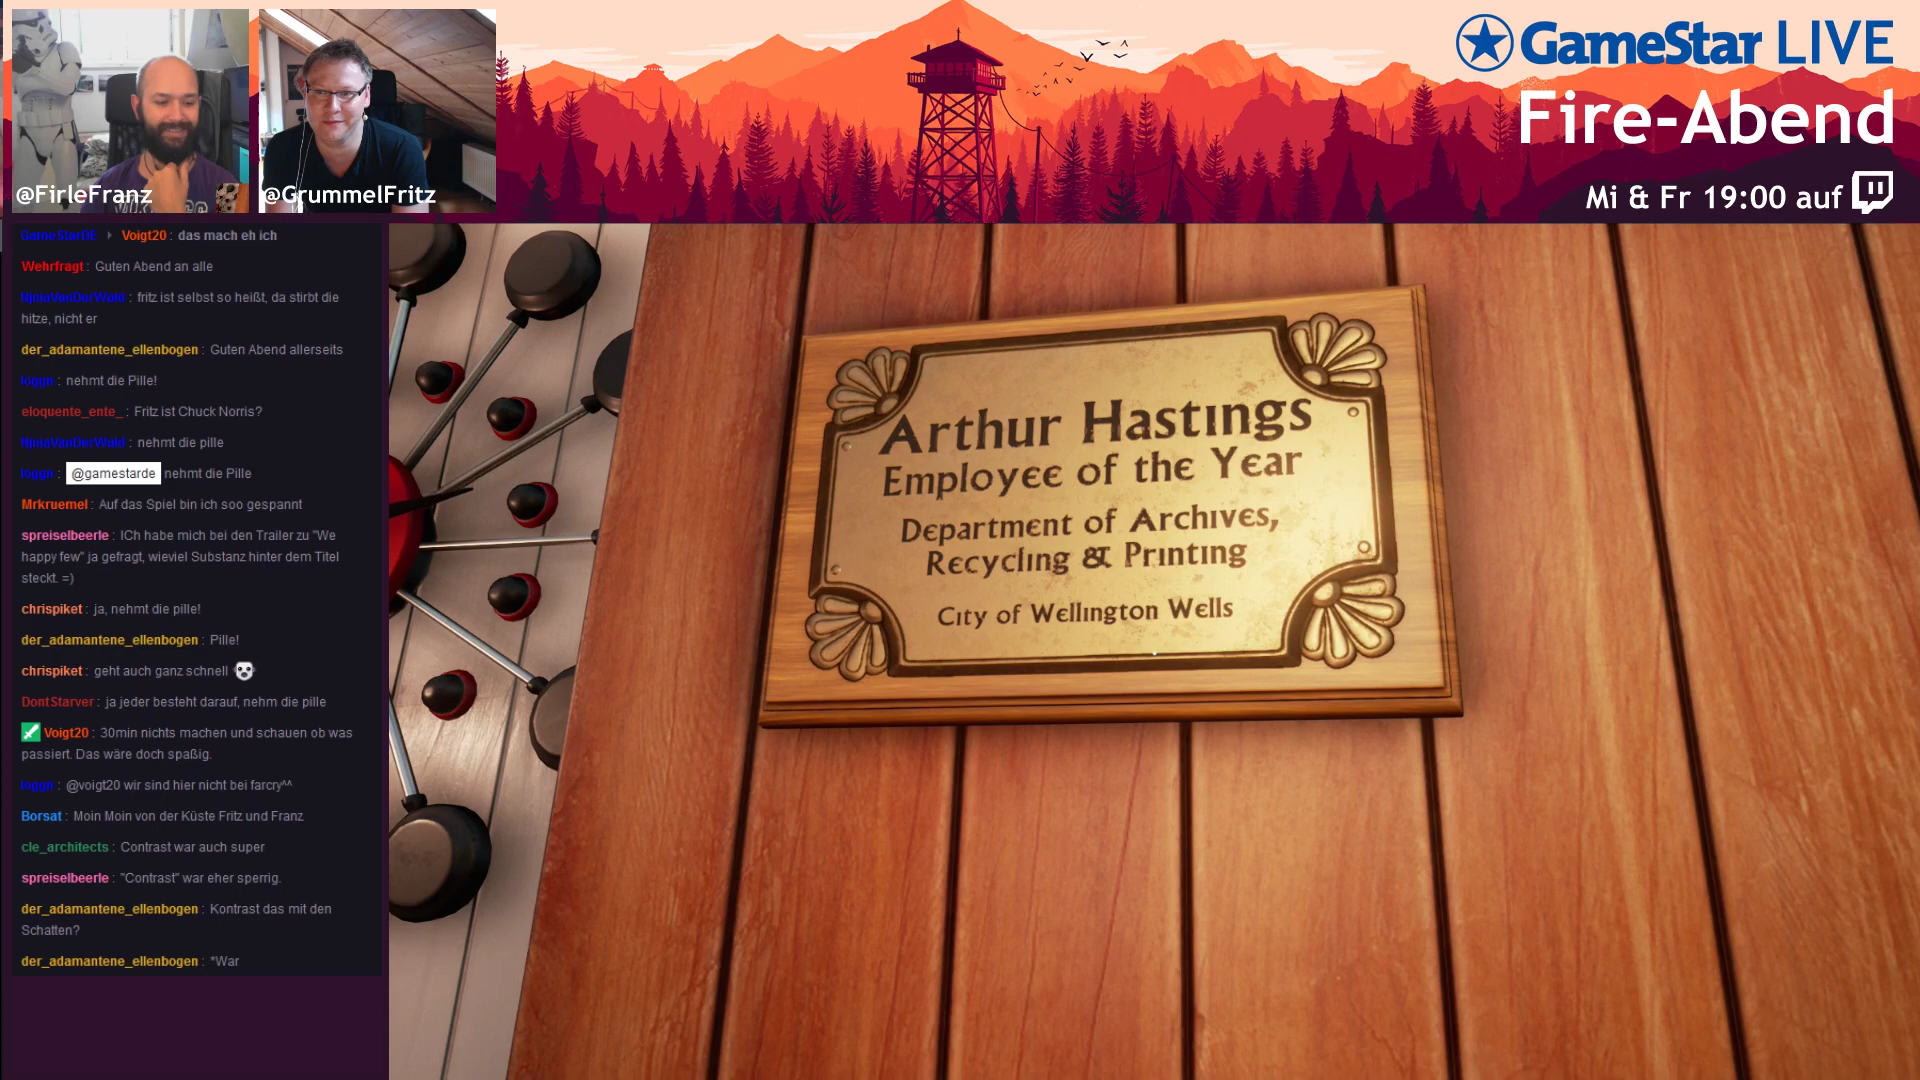 @FirleFranz
@GrummelFritz
GameStar LIVE
Fire-Abend
Mi & Fr 19:00 auf
GameStarDE ▸ Voigt20 : das mach eh ich
Wehrfragt : Guten Abend an alle
NjoiaVanDerWald : fritz ist selbst so heißt, da stirbt die
hitze, nicht er
der_adamantene_ellenbogen : Guten Abend allerseits
loggn : nehmt die Pille!
eloquente_ente_ : Fritz ist Chuck Norris?
NjoiaVanDerWald : nehmt die pille
loggn : @gamestarde nehmt die Pille
Mrkruemel : Auf das Spiel bin ich soo gespannt
spreiselbeerle : ICh habe mich bei den Trailer zu "We
happy few" ja gefragt, wieviel Substanz hinter dem Titel
steckt. =)
chrispiket : ja, nehmt die pille!
der_adamantene_ellenbogen : Pille!
chrispiket : geht auch ganz schnell
DontStarver : ja jeder besteht darauf, nehm die pille
Voigt20 : 30min nichts machen und schauen ob was
passiert. Das wäre doch spaßig.
loggn : @voigt20 wir sind hier nicht bei farcry^^
Borsat : Moin Moin von der Küste Fritz und Franz
cle_architects : Contrast war auch super
spreiselbeerle : "Contrast" war eher sperrig.
der_adamantene_ellenbogen : Kontrast das mit den
Schatten?
der_adamantene_ellenbogen : *War
Arthur Hastings
Employee of the Year
Department of Archives,
Recycling & Printing
City of Wellington Wells